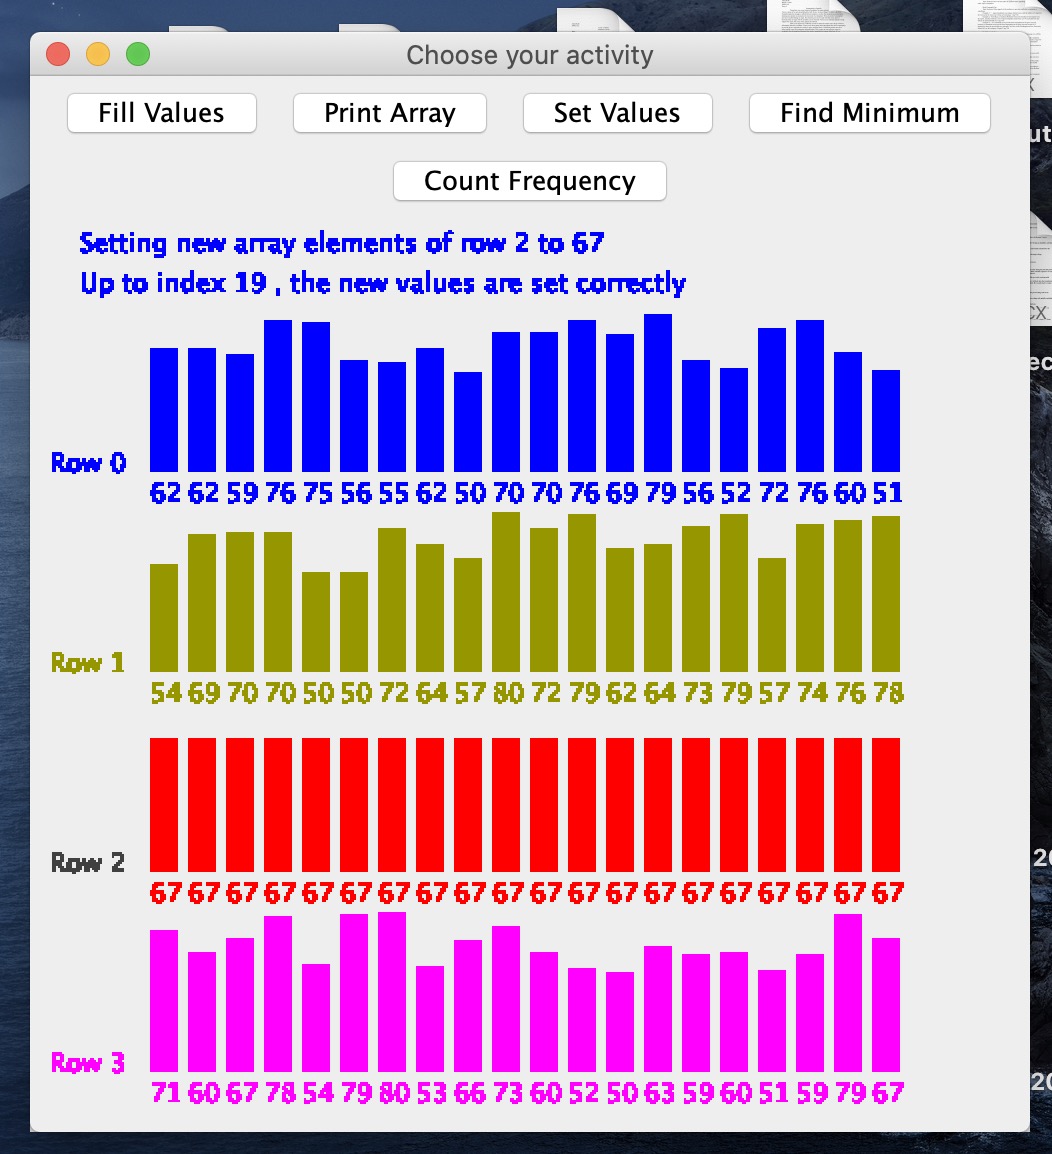 Choose your activity
Fill Values Print Array Set Values Find Minimum
Count Frequency
Setting new array elements of row 2 to 67
Up to index 19 , the new values are set correctly
Row 0
62 62 59 76 75 56 55 62 50 70 70 76 69 79 56 52 72 76 60 51
Row 1
54 69 70 70 50 50 72 64 57 80 72 79 62 64 73 79 57 74 76 78
Row 2
67 67 67 67 67 67 67 67 67 67 67 67 67 67 67 67 67 67 67 67
Row 3
71 60 67 78 54 79 80 53 66 73 60 52 50 63 59 60 51 59 79 67